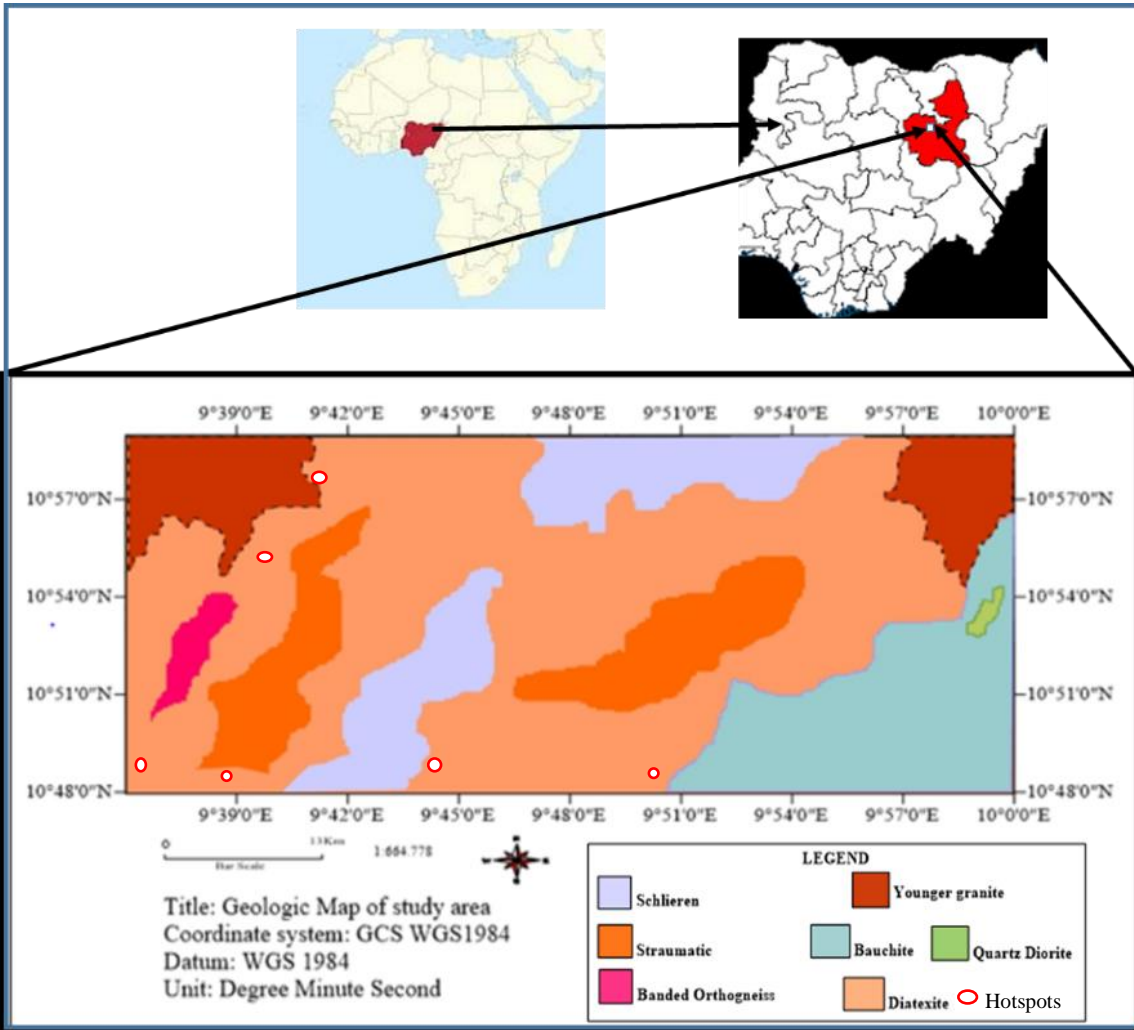 9°39'0"E 9°42'0"E 9°45'0"E 9°48'0"E 9°51'0"E 9°54'0"E 9°57'0"E 10°0'0"E
10°57'0"N 10°57'0"N
10°54'0"N 10°54'0"N
10°51'0"N 10°51'0"N
10°48'0"N 10°48'0"N
9°39'0"E 9°42'0"E 9°45'0"E 9°48'0"E 9°51'0"E 9°54'0"E 9°57'0"E 10°0'0"E
0 13Km 1:664.778
Bar Scale
Title: Geologic Map of study area
Coordinate system: GCS WGS1984
Datum: WGS 1984
Unit: Degree Minute Second
LEGEND
Schlieren Younger granite
Straumatic Bauchite Quartz Diorite
Banded Orthogneiss Diatexite Hotspots